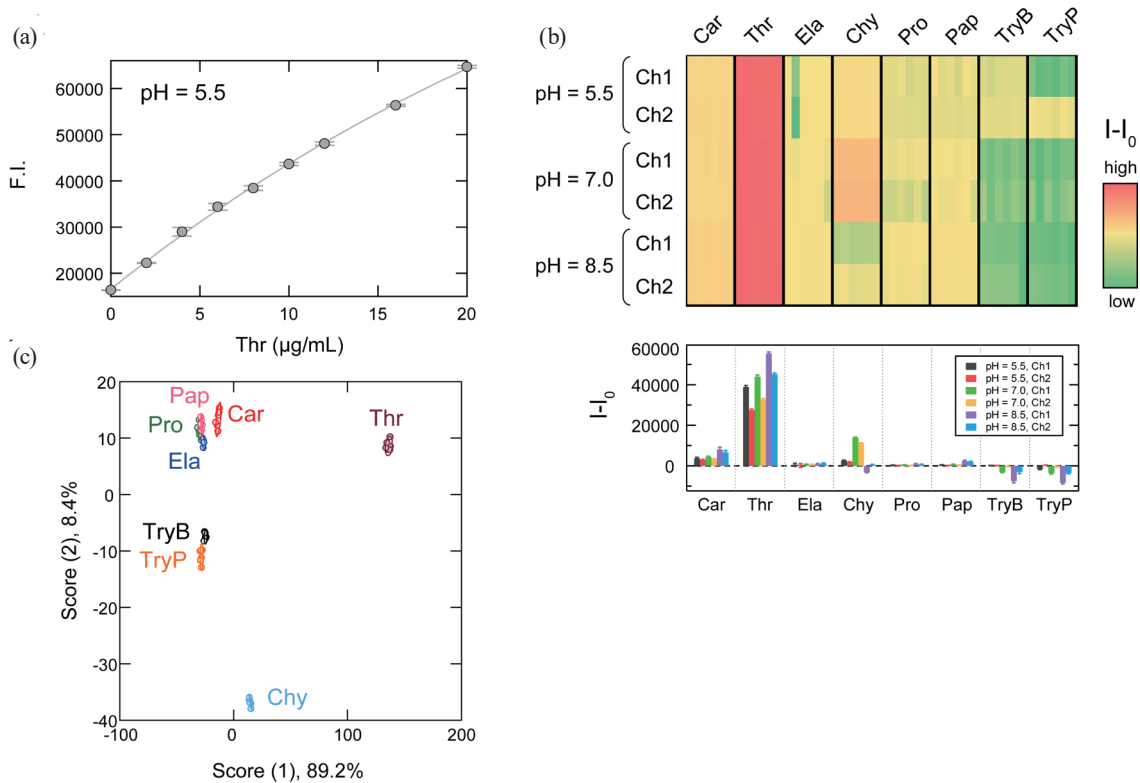 (a)
pH = 5.5
F.I.
60000
50000
40000
30000
20000
0
5
10
15
20
Thr (µg/mL)
(b)
Car
Thr
Ela
Chy
Pro
Pap
TryB
TryP
pH = 5.5
Ch1
Ch2
pH = 7.0
Ch1
Ch2
pH = 8.5
Ch1
Ch2
I-I0
high
low
I-I0
60000
40000
20000
0
pH = 5.5, Ch1
pH = 5.5, Ch2
pH = 7.0, Ch1
pH = 7.0, Ch2
pH = 8.5, Ch1
pH = 8.5, Ch2
Car Thr Ela Chy Pro Pap TryB TryP
(c)
Score (2), 8.4%
20
10
0
-10
-20
-30
-40
Pap
Pro
Car
Ela
Thr
TryB
TryP
Chy
-100
0
100
200
Score (1), 89.2%